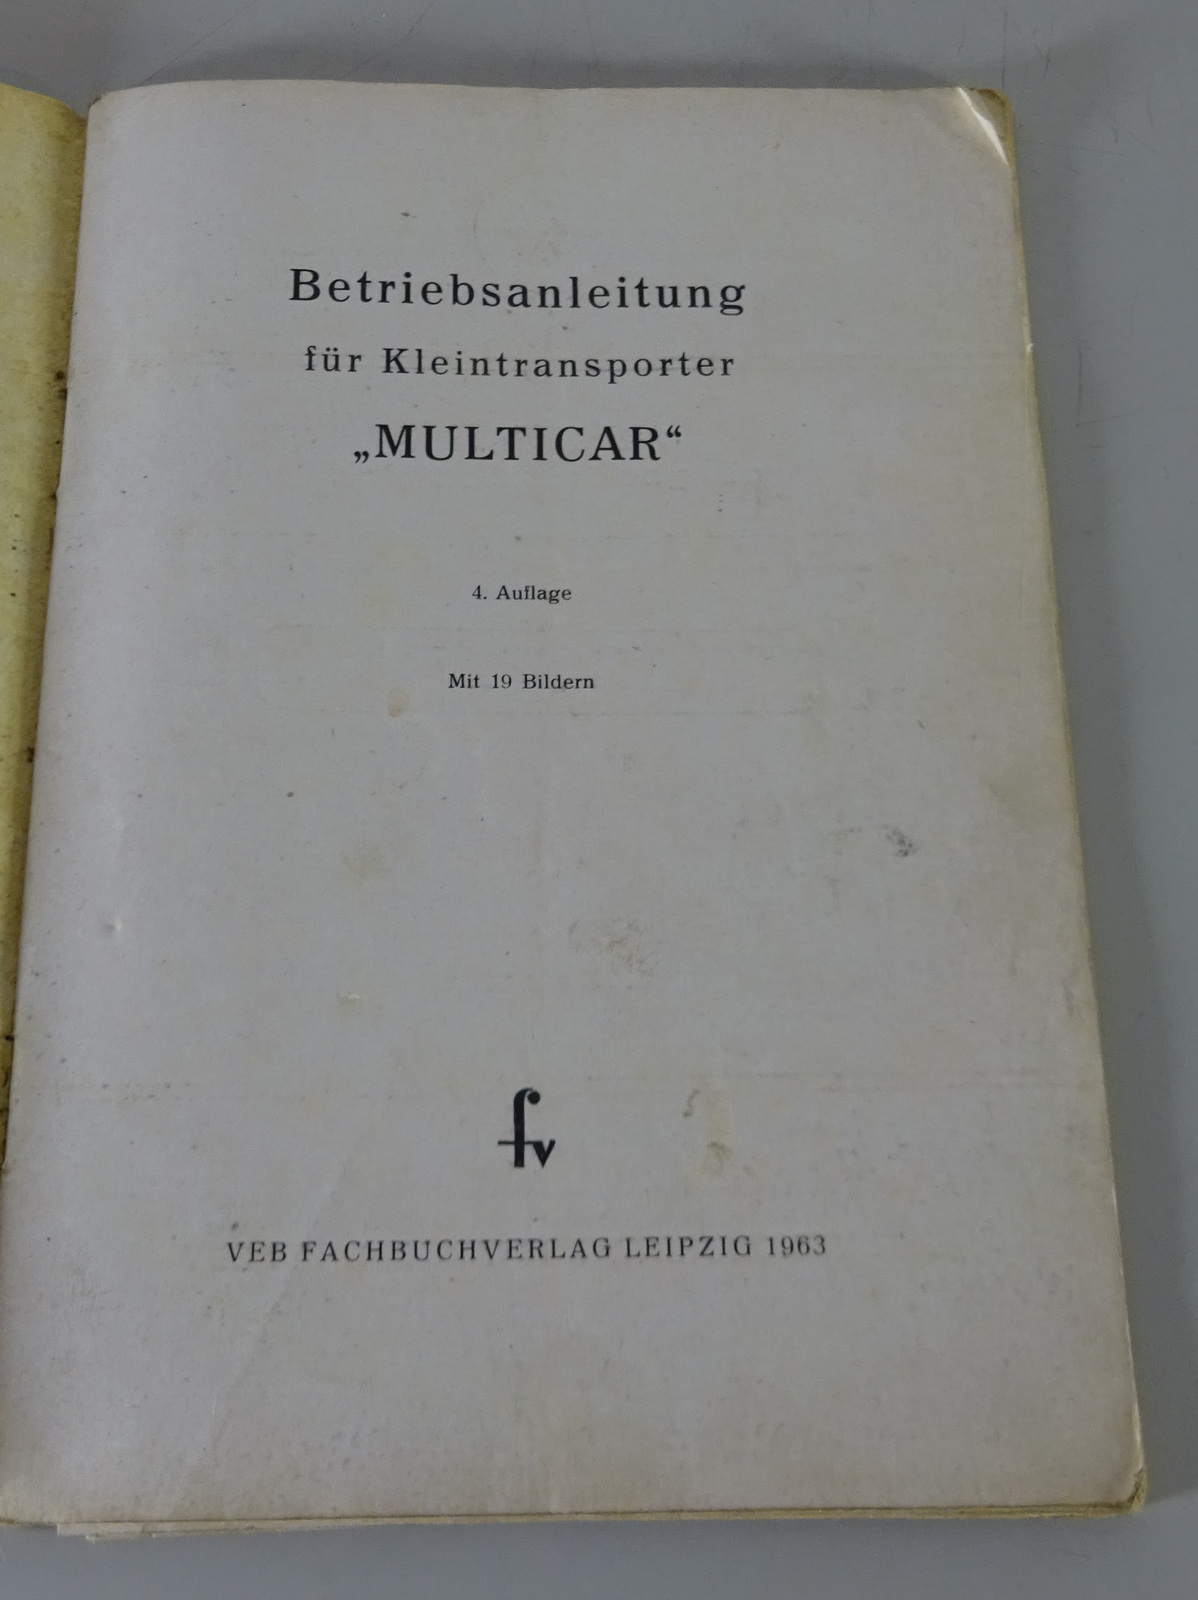 Betriebsanleitung
für Kleintransporter
„MULTICAR“
4. Auflage
Mit 19 Bildern
fv
VEB FACHBUCHVERLAG LEIPZIG 1963